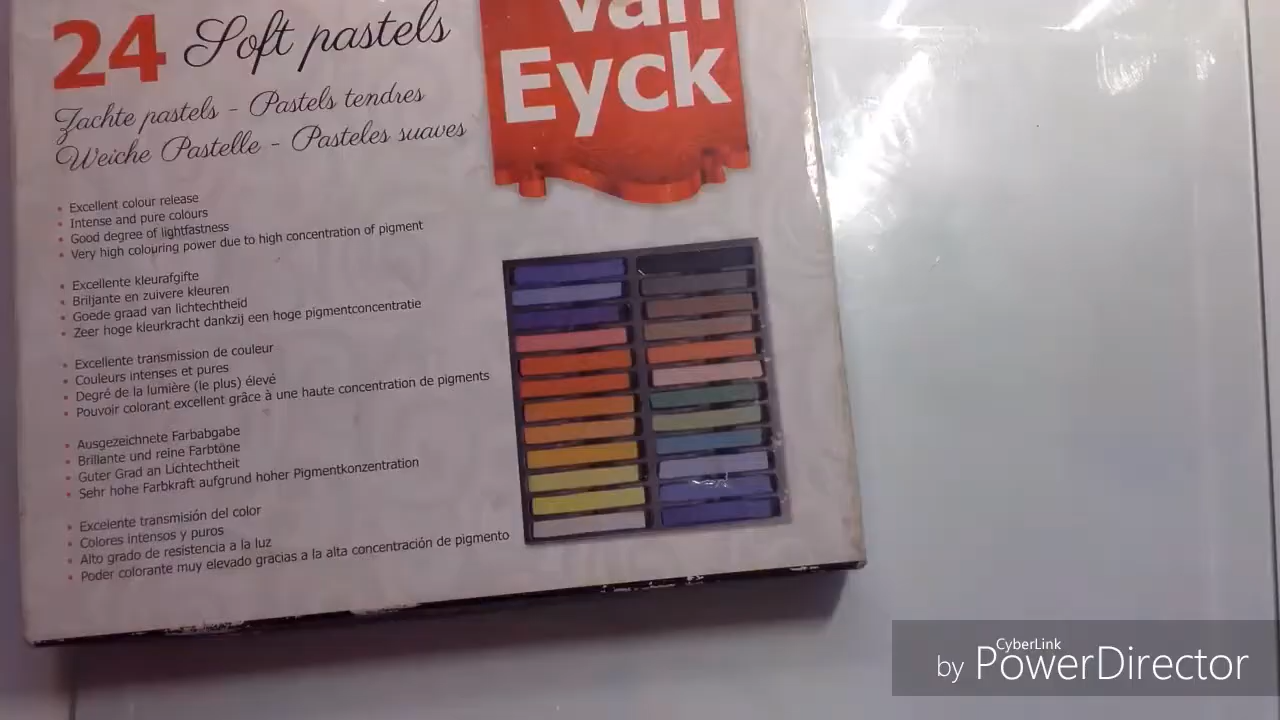 24 Soft pastels
Zachte pastels - Pastels tendres
Weiche Pastelle - Pasteles suaves
van
Eyck
• Excellent colour release
• Intense and pure colours
• Good degree of lightfastness
• Very high colouring power due to high concentration of pigment
• Excellente kleurafgifte
• Briljante en zuivere kleuren
• Goede graad van lichtechtheid
• Zeer hoge kleurkracht dankzij een hoge pigmentconcentratie
• Excellente transmission de couleur
• Couleurs intenses et pures
• Degré de la lumière (le plus) élevé
• Pouvoir colorant excellent grâce à une haute concentration de pigments
• Ausgezeichnete Farbabgabe
• Brillante und reine Farbtöne
• Guter Grad an Lichtechtheit
• Sehr hohe Farbkraft aufgrund hoher Pigmentkonzentration
• Excelente transmisión del color
• Colores intensos y puros
• Alto grado de resistencia a la luz
• Poder colorante muy elevado gracias a la alta concentración de pigmento
CyberLink
by PowerDirector